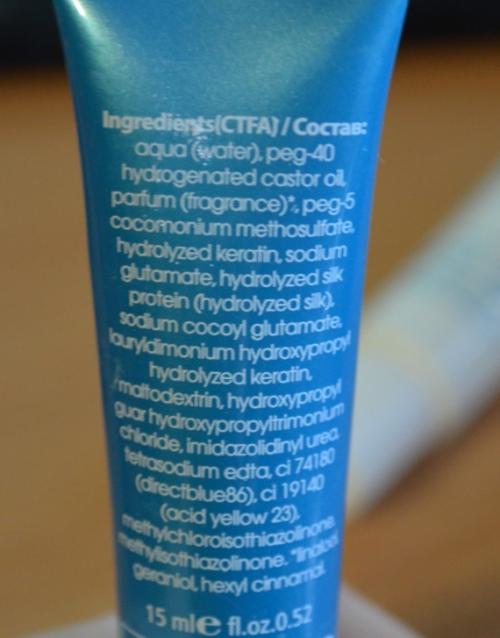 Ingredients(CTFA) / Состав:
aqua (water), peg-40
hydrogenated castor oil,
parfum (fragrance)*, peg-5
cocomonium methosulfate,
hydrolyzed keratin, sodium
glutamate, hydrolyzed silk
protein (hydrolyzed silk),
sodium cocoyl glutamate,
lauryldimonium hydroxypropyl
hydrolyzed keratin,
maltodextrin, hydroxypropyl
guar hydroxypropyltrimonium
chloride, imidazolidinyl urea,
tetrasodium edta, ci 74180
(directblue86), ci 19140
(acid yellow 23),
methylchloroisothiazolinone,
methylisothiazolinone. *linalool,
geraniol, hexyl cinnamal.
15 ml e fl.oz.0.52